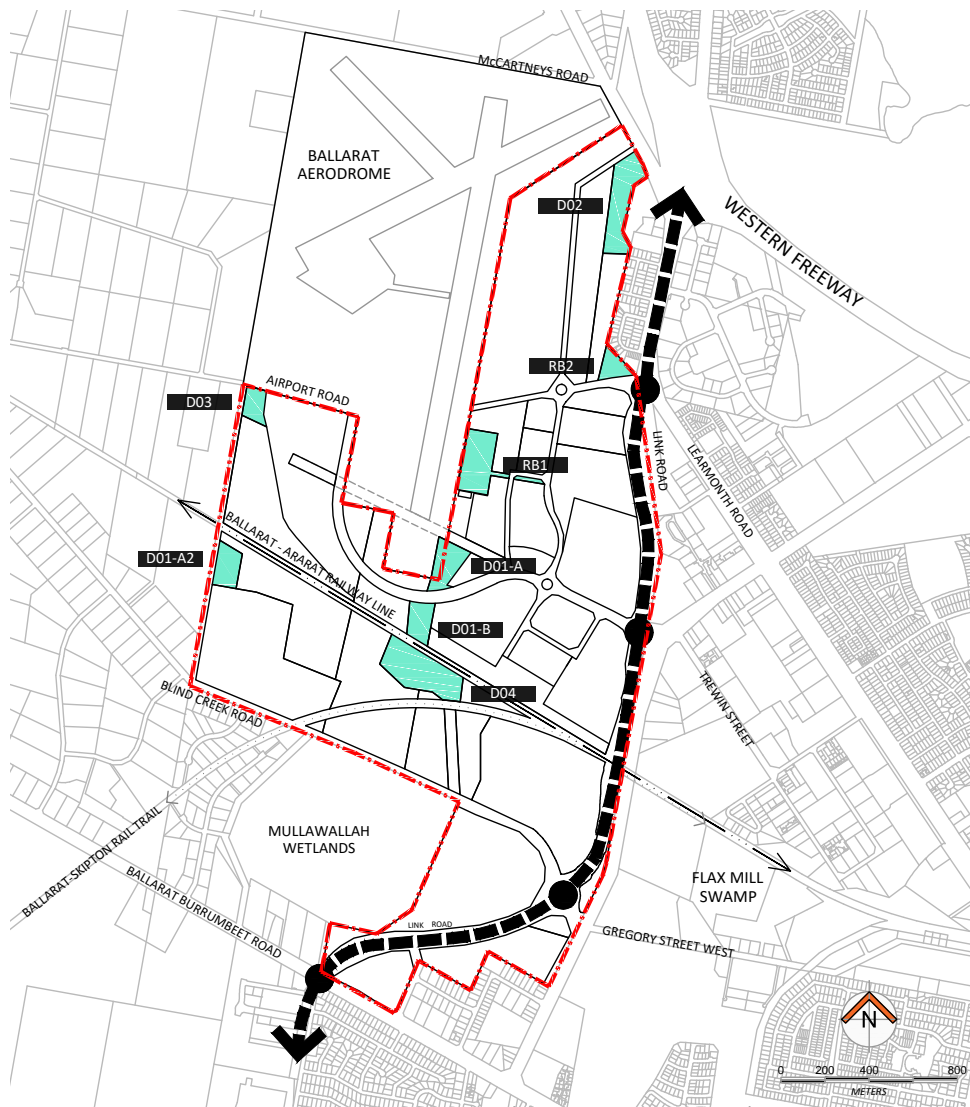 McCARTNEYS ROAD
BALLARAT
AERODROME
D02
WESTERN FREEWAY
RB2
AIRPORT ROAD
D03
LINK ROAD
LEARMONTH ROAD
RB1
BALLARAT - ARARAT RAILWAY LINE
D01-A2
D01-A
D01-B
D04
BLIND CREEK ROAD
TREWIN STREET
MULLAWALLAH
WETLANDS
BALLARAT-SKIPTON RAIL TRAIL
BALLARAT BURRUMBEET ROAD
FLAX MILL
SWAMP
LINK ROAD
GREGORY STREET WEST
N
0 200 400 800
METERS